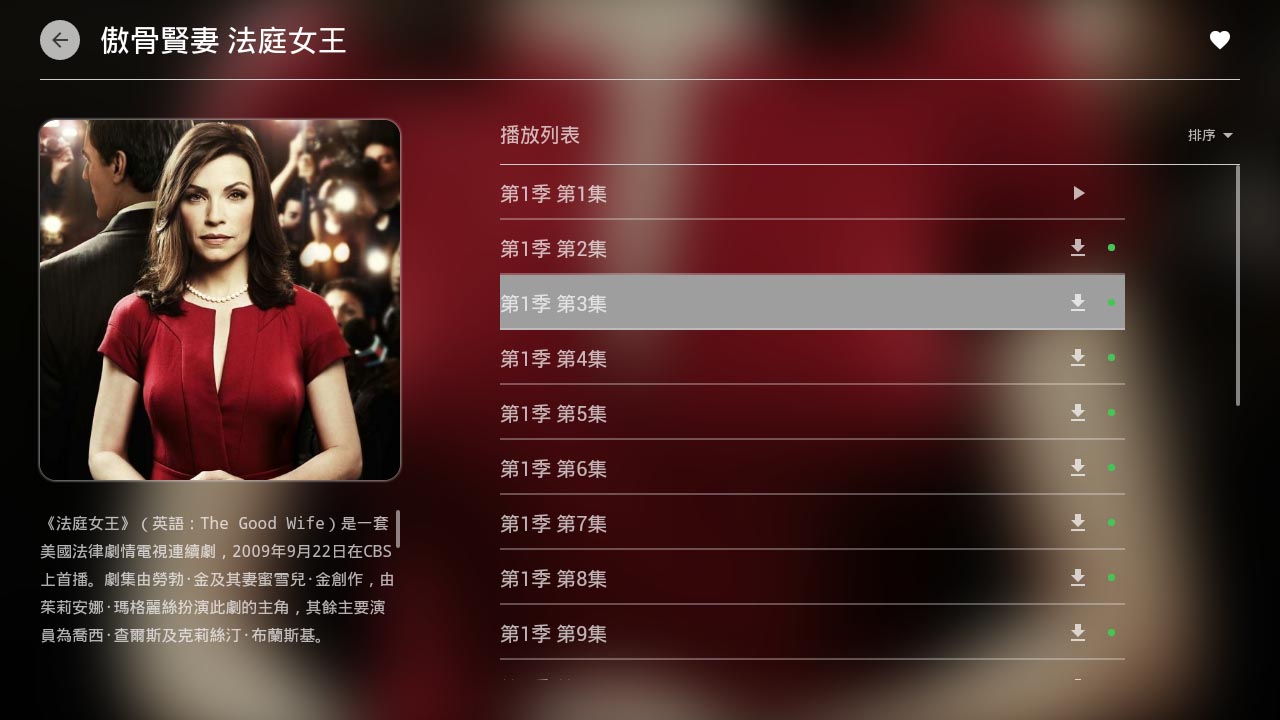 傲骨賢妻 法庭女王
播放列表
排序
第1季 第1集
第1季 第2集
第1季 第3集
第1季 第4集
第1季 第5集
第1季 第6集
第1季 第7集
第1季 第8集
第1季 第9集
《法庭女王》（英語：The Good Wife）是一套
美國法律劇情電視連續劇，2009年9月22日在CBS
上首播。劇集由勞勃·金及其妻蜜雪兒·金創作，由
茱莉安娜·瑪格麗絲扮演此劇的主角，其餘主要演
員為喬西·查爾斯及克莉絲汀·布蘭斯基。